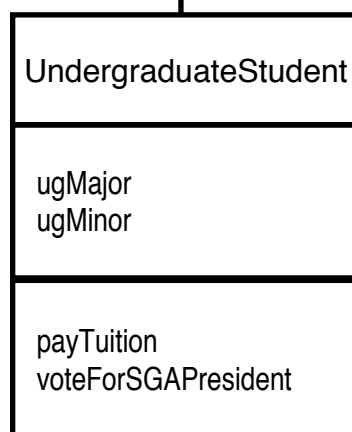 UndergraduateStudent
ugMajor
ugMinor
payTuition
voteForSGAPresident